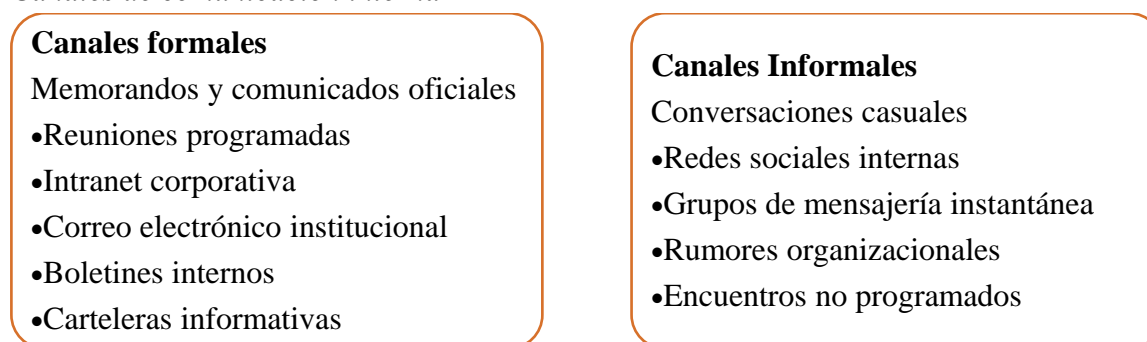 Canales formales
Memorandos y comunicados oficiales
•Reuniones programadas
•Intranet corporativa
•Correo electrónico institucional
•Boletines internos
•Carteleras informativas
Canales Informales
Conversaciones casuales
•Redes sociales internas
•Grupos de mensajería instantánea
•Rumores organizacionales
•Encuentros no programados